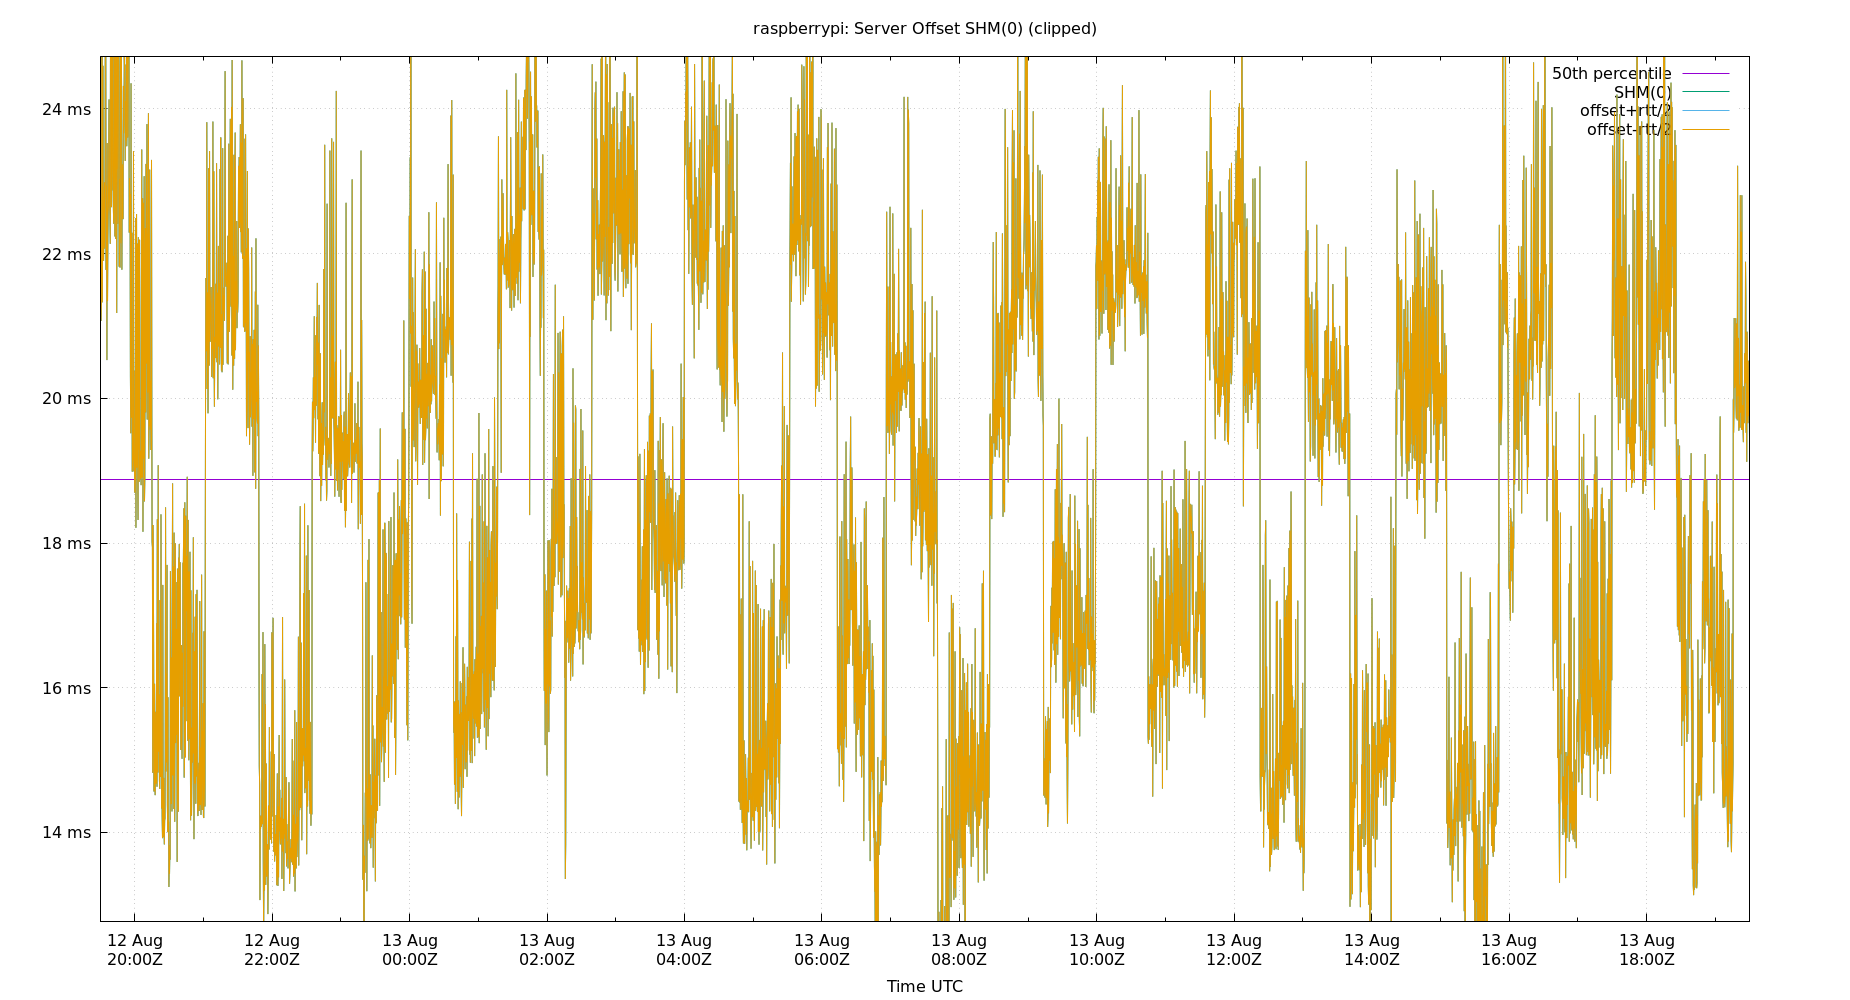 raspberrypi: Server Offset SHM(0) (clipped)
50th percentile
SHM(0)
offset+rtt/2
offset-rtt/2
24 ms
22 ms
20 ms
18 ms
16 ms
14 ms
12 Aug 12 Aug 13 Aug 13 Aug 13 Aug 13 Aug 13 Aug 13 Aug 13 Aug 13 Aug 13 Aug 13 Aug
20:00Z 22:00Z 00:00Z 02:00Z 04:00Z 06:00Z 08:00Z 10:00Z 12:00Z 14:00Z 16:00Z 18:00Z
Time UTC